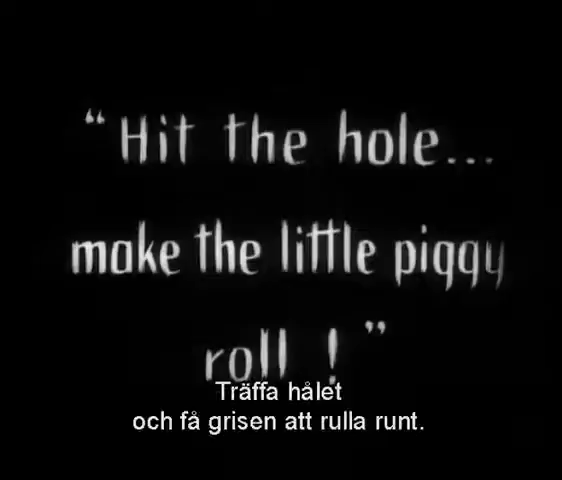 “Hit the hole...
make the little piggy
roll!”
Träffa hålet
och få grisen att rulla runt.